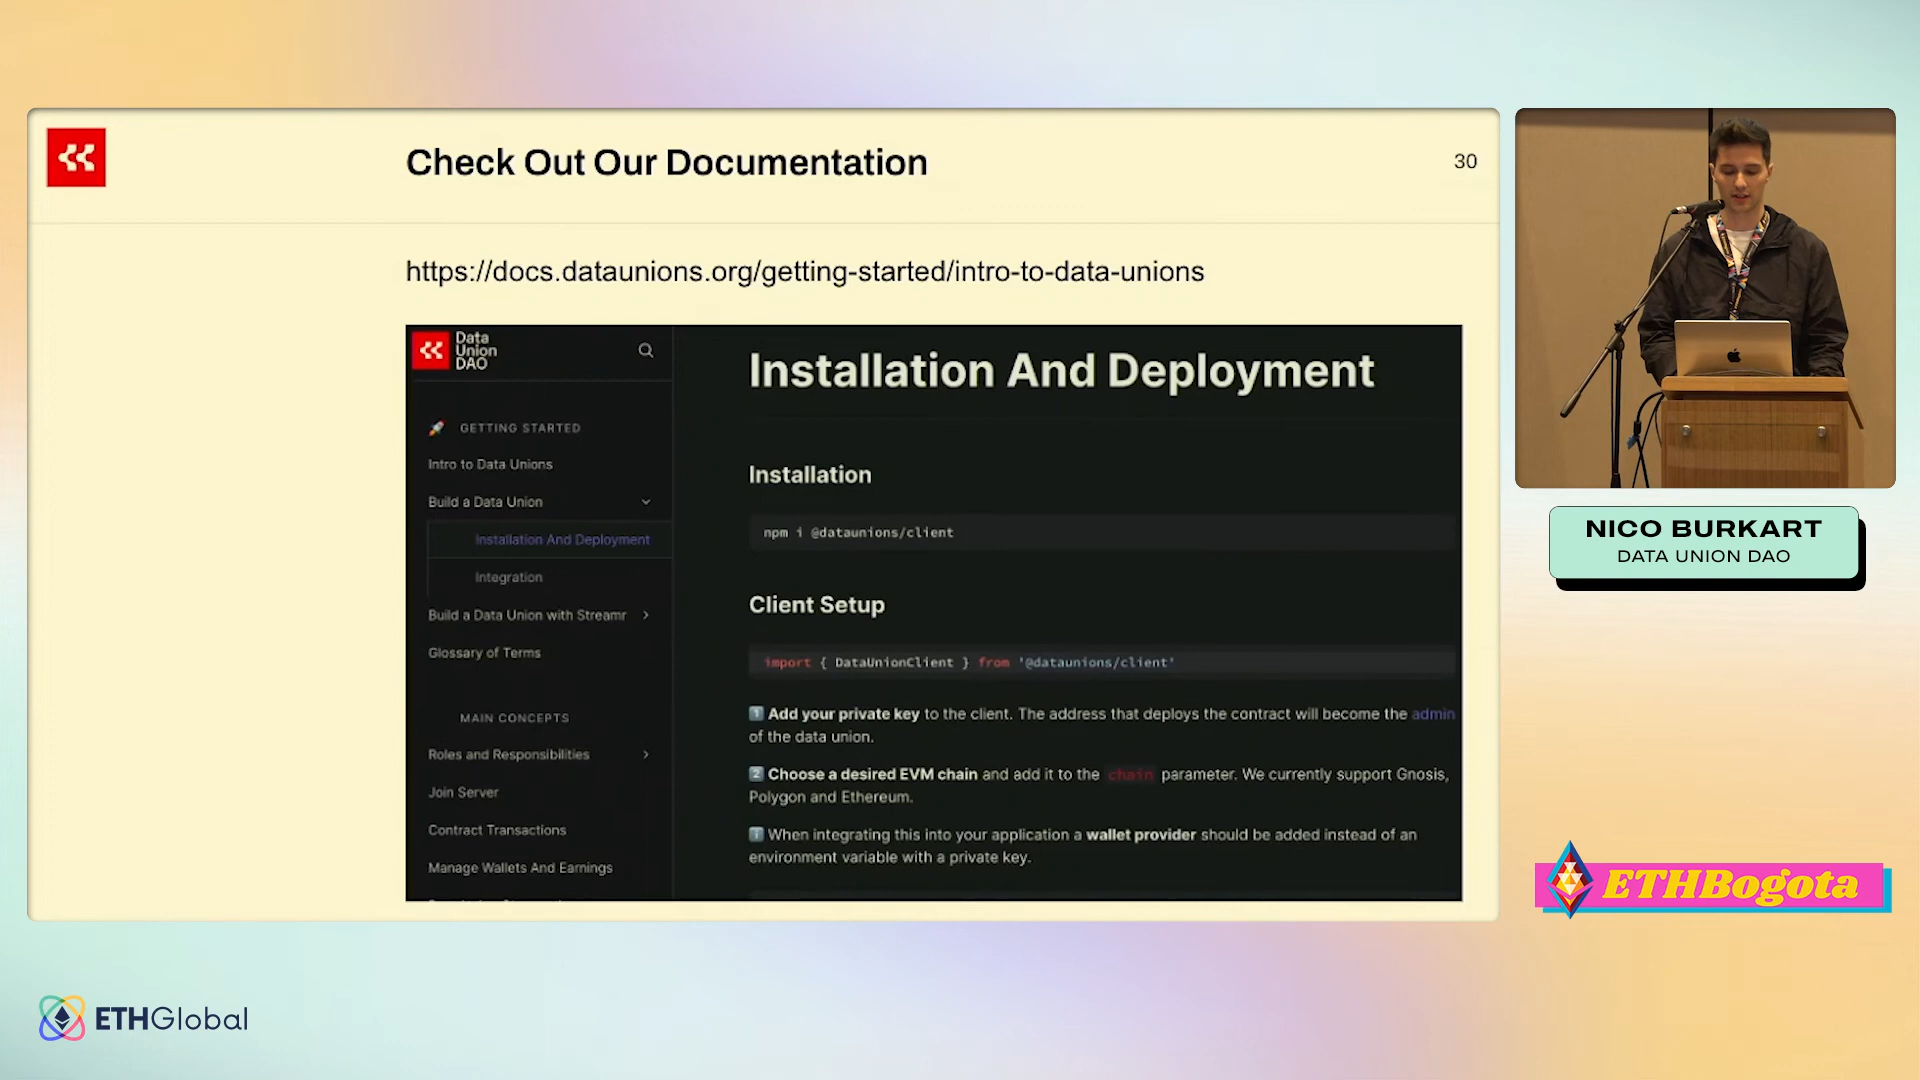 Check Out Our Documentation
30
https://docs.dataunions.org/getting-started/intro-to-data-unions
Data
Union
DAO
GETTING STARTED
Intro to Data Unions
Build a Data Union
Installation And Deployment
Integration
Build a Data Union with Streamr
Glossary of Terms
MAIN CONCEPTS
Roles and Responsibilities
Join Server
Contract Transactions
Manage Wallets And Earnings
Installation And Deployment
Installation
npm i @dataunions/client
Client Setup
import { DataUnionClient } from '@dataunions/client'
1 Add your private key to the client. The address that deploys the contract will become the admin
of the data union.
2 Choose a desired EVM chain and add it to the chain parameter. We currently support Gnosis,
Polygon and Ethereum.
When integrating this into your application a wallet provider should be added instead of an
environment variable with a private key.
NICO BURKART
DATA UNION DAO
ETHBogota
ETHGlobal